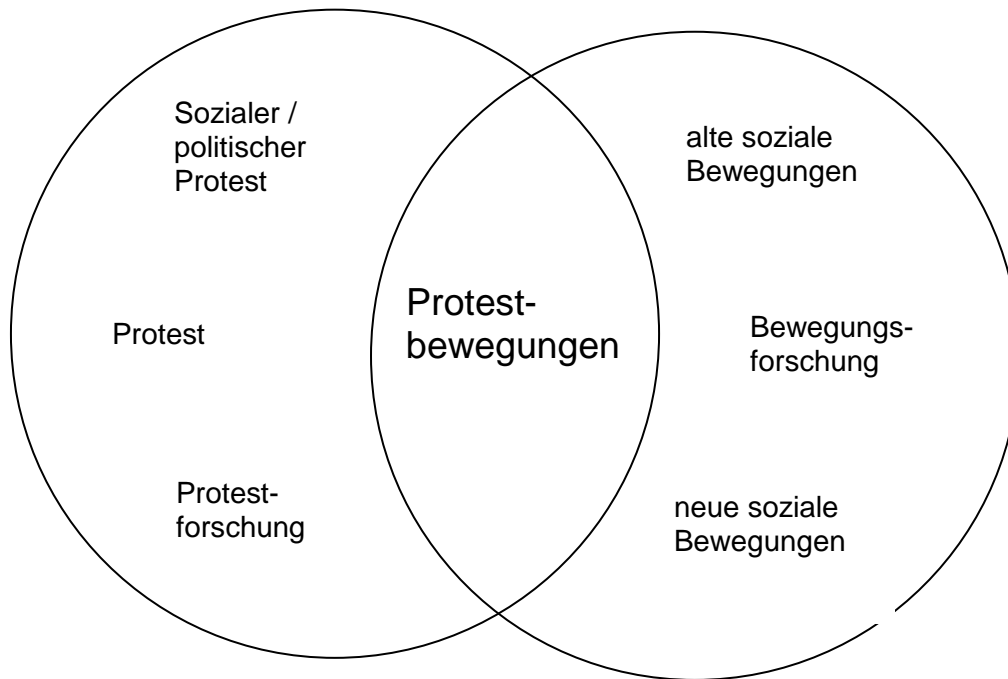 Sozialer /
politischer
Protest
Protest
Protest-
forschung
Protest-
bewegungen
alte soziale
Bewegungen
Bewegungs-
forschung
neue soziale
Bewegungen